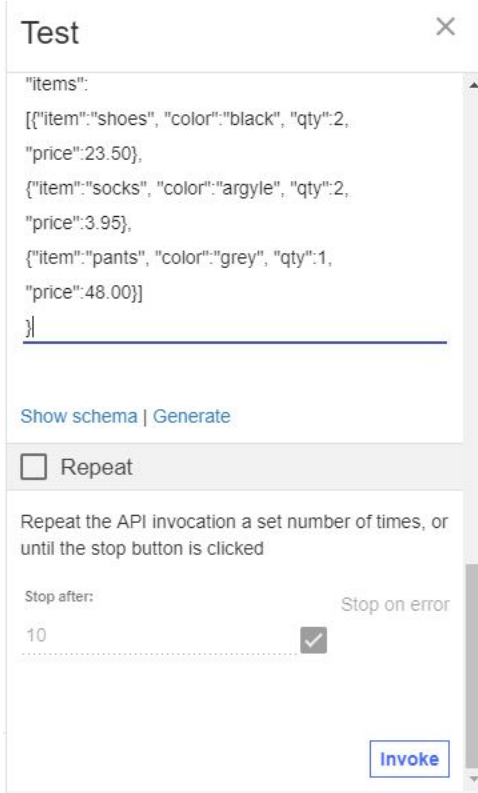 Test
"items":
[{"item":"shoes", "color":"black", "qty":2,
"price":23.50},
{"item":"socks", "color":"argyle", "qty":2,
"price":3.95},
{"item":"pants", "color":"grey", "qty":1,
"price":48.00}]
}
Show schema | Generate
Repeat
Repeat the API invocation a set number of times, or
until the stop button is clicked
Stop after:
Stop on error
10
Invoke